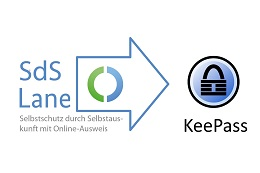 SdS
Lane
Selbstschutz durch Selbstaus-
kunft mit Online-Ausweis
KeePass